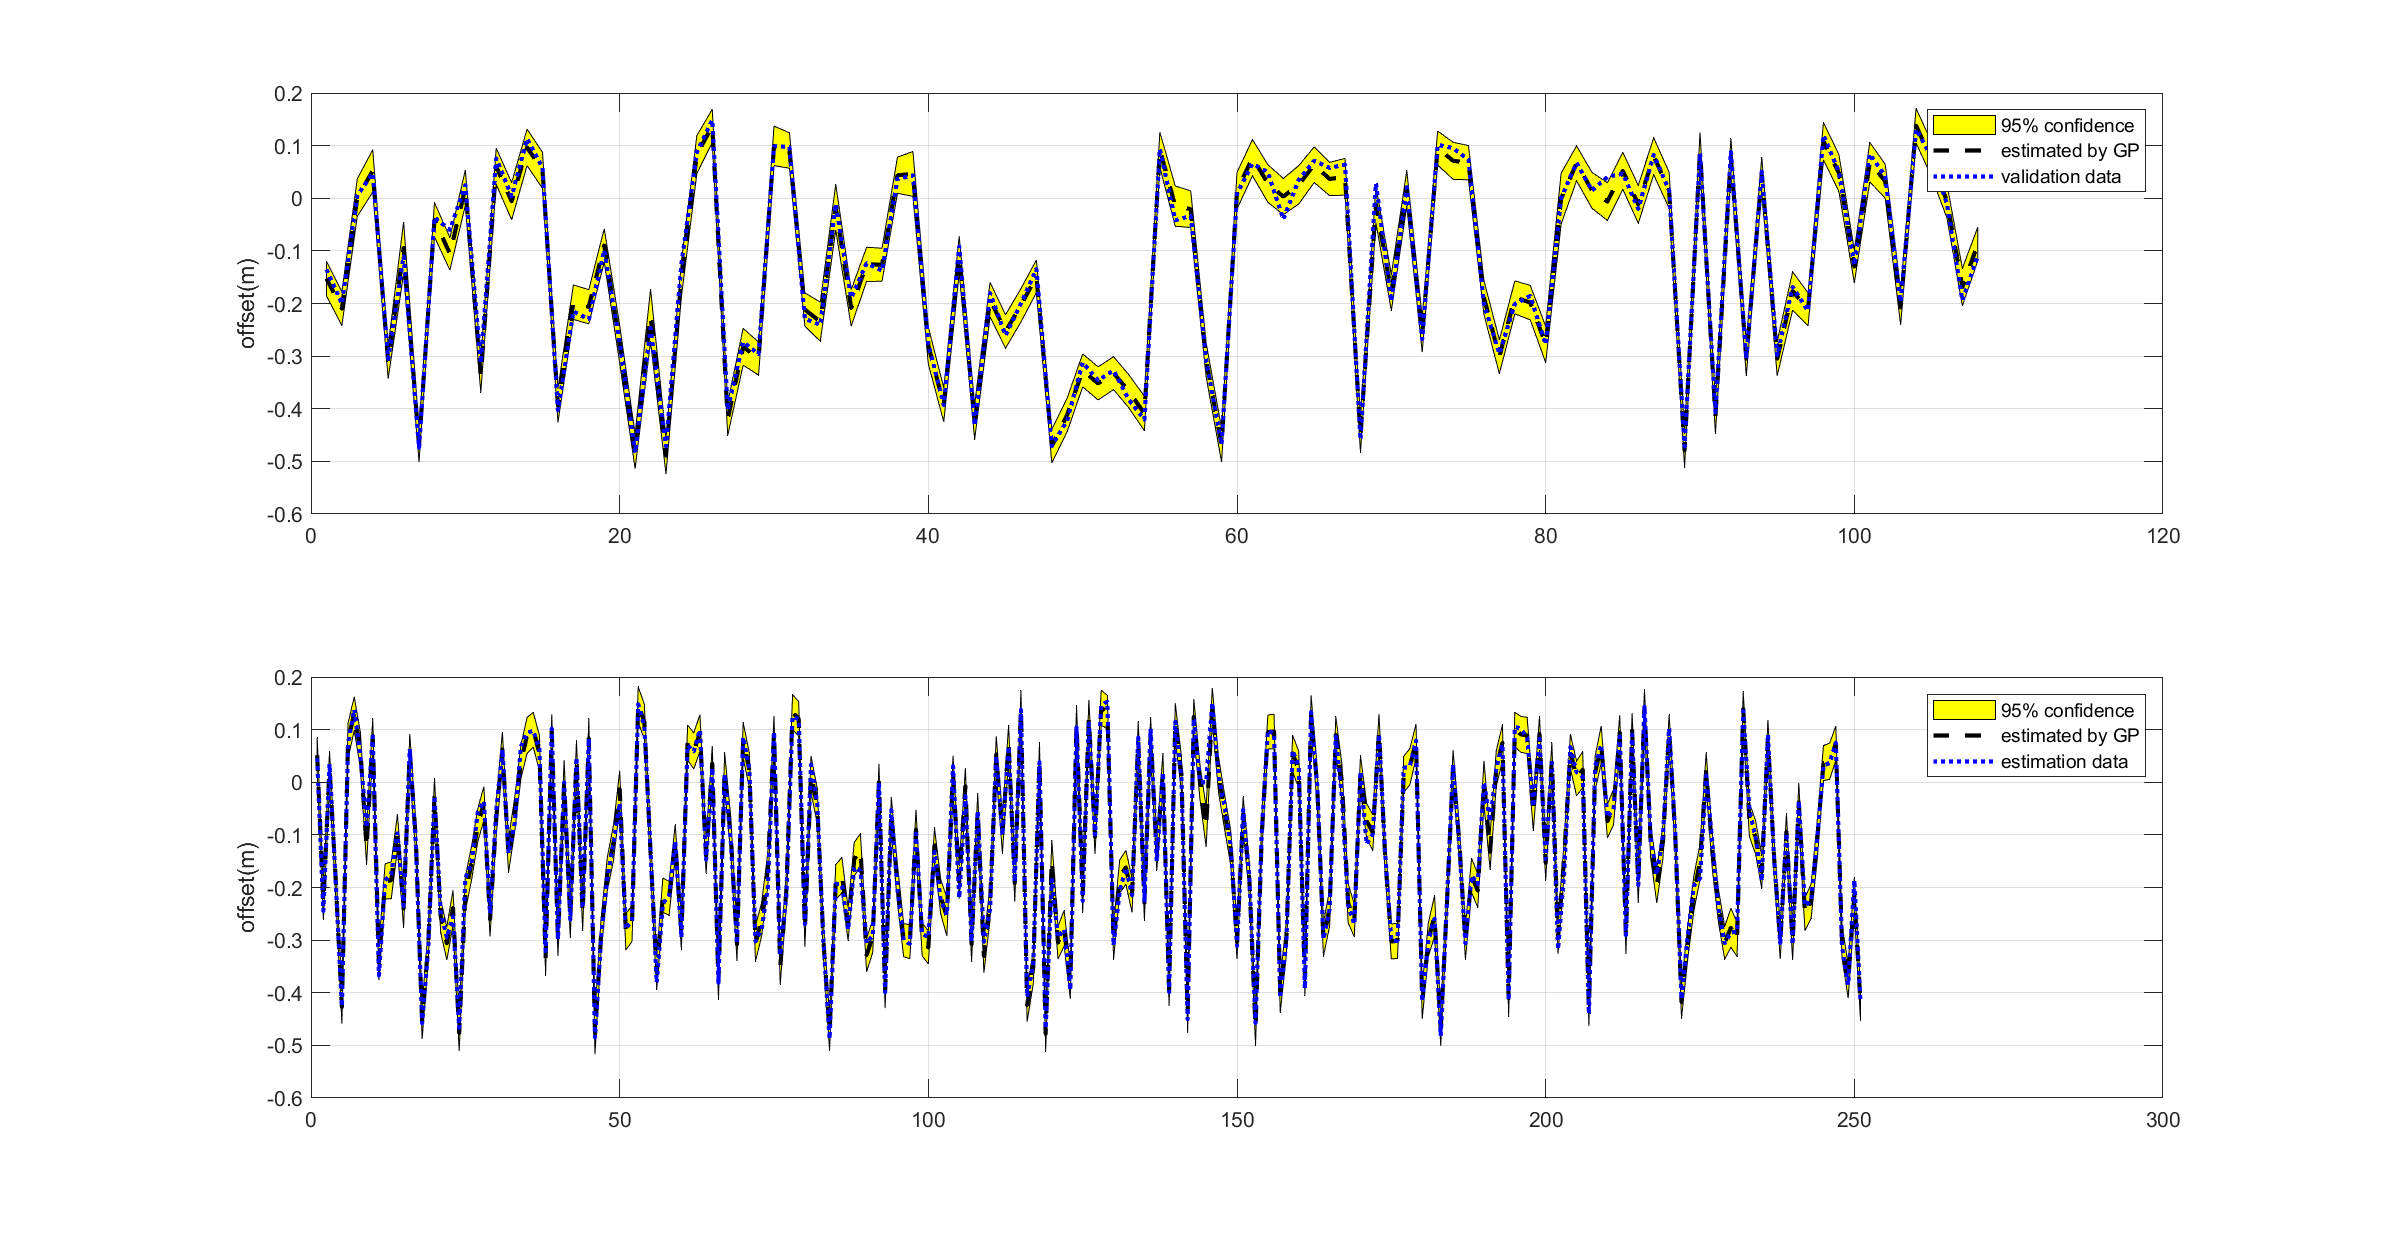 0.2
0.1
0
-0.1
-0.2
-0.3
-0.4
-0.5
-0.6
offset(m)
95% confidence
estimated by GP
validation data
0 20 40 60 80 100 120
0.2
0.1
0
-0.1
-0.2
-0.3
-0.4
-0.5
-0.6
offset(m)
95% confidence
estimated by GP
estimation data
0 50 100 150 200 250 300